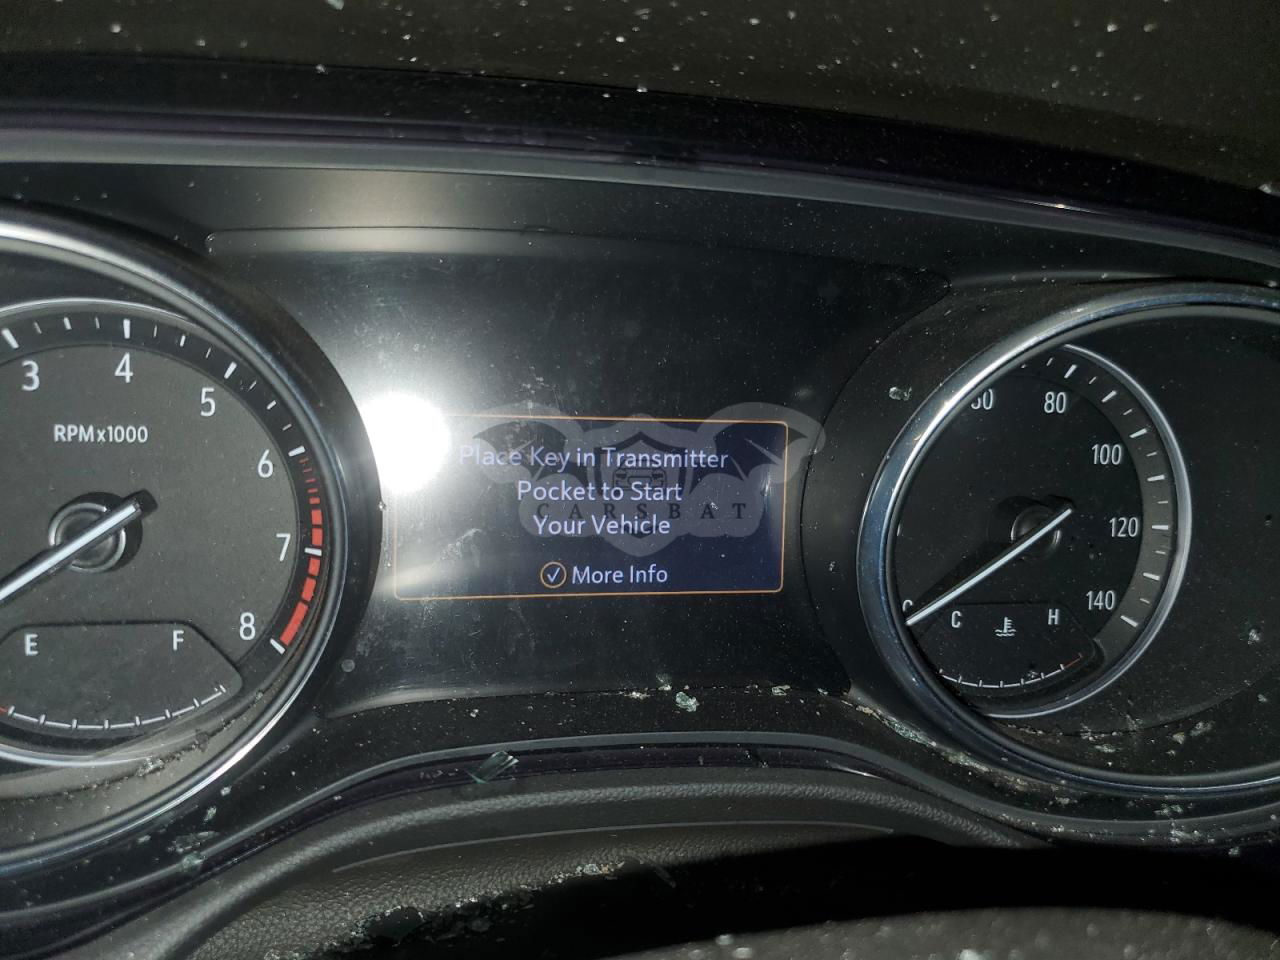 3
4
5
6
7
8
RPMx1000
E
F
Place Key in Transmitter
Pocket to Start
Your Vehicle
More Info
CARSBAT
80
100
120
140
C
H